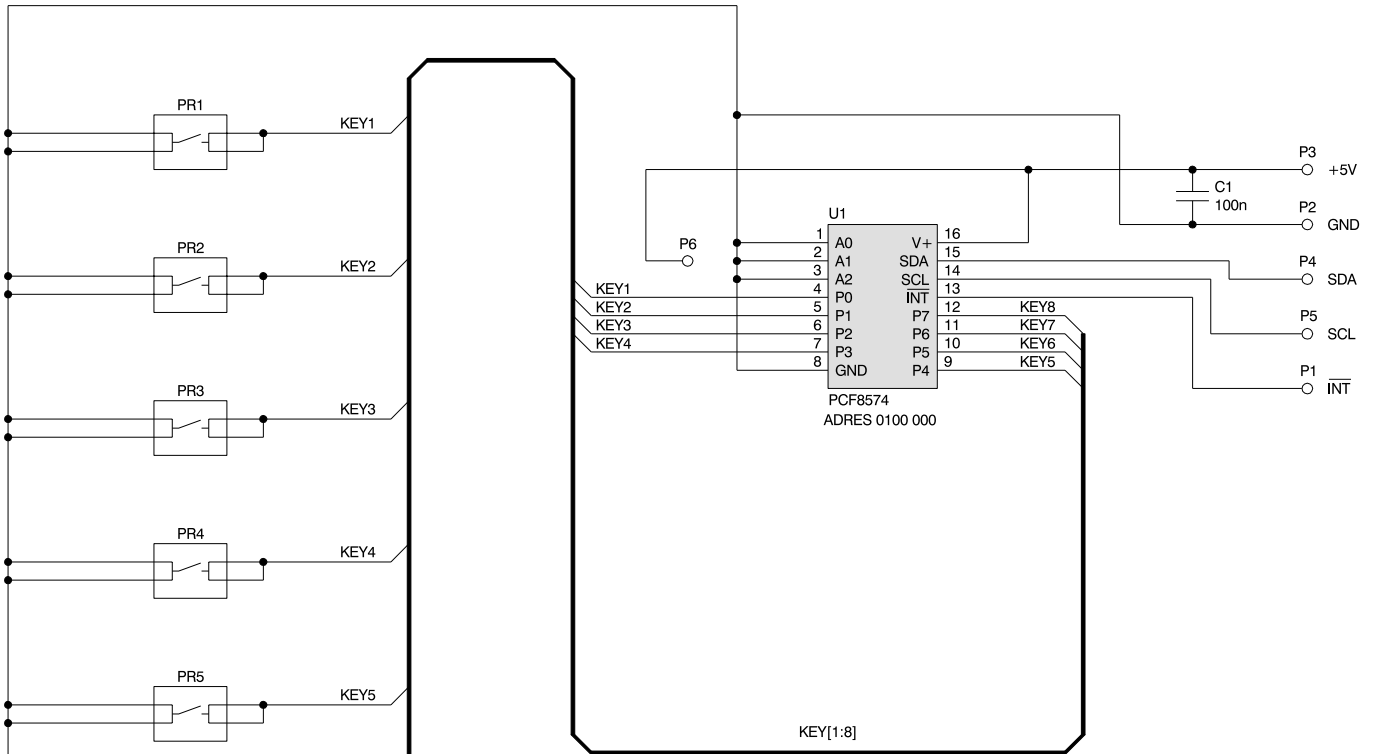 PR1
KEY1
PR2
KEY2
PR3
KEY3
PR4
KEY4
PR5
KEY5
KEY1
KEY2
KEY3
KEY4
P6
U1
1 A0 V+ 16
2 A1 SDA 15
3 A2 SCL 14
4 P0 INT 13
5 P1 P7 12 KEY8
6 P2 P6 11 KEY7
7 P3 P5 10 KEY6
8 GND P4 9 KEY5
PCF8574
ADRES 0100 000
C1
100n
P3
+5V
P2
GND
P4
SDA
P5
SCL
P1
INT
KEY[1:8]